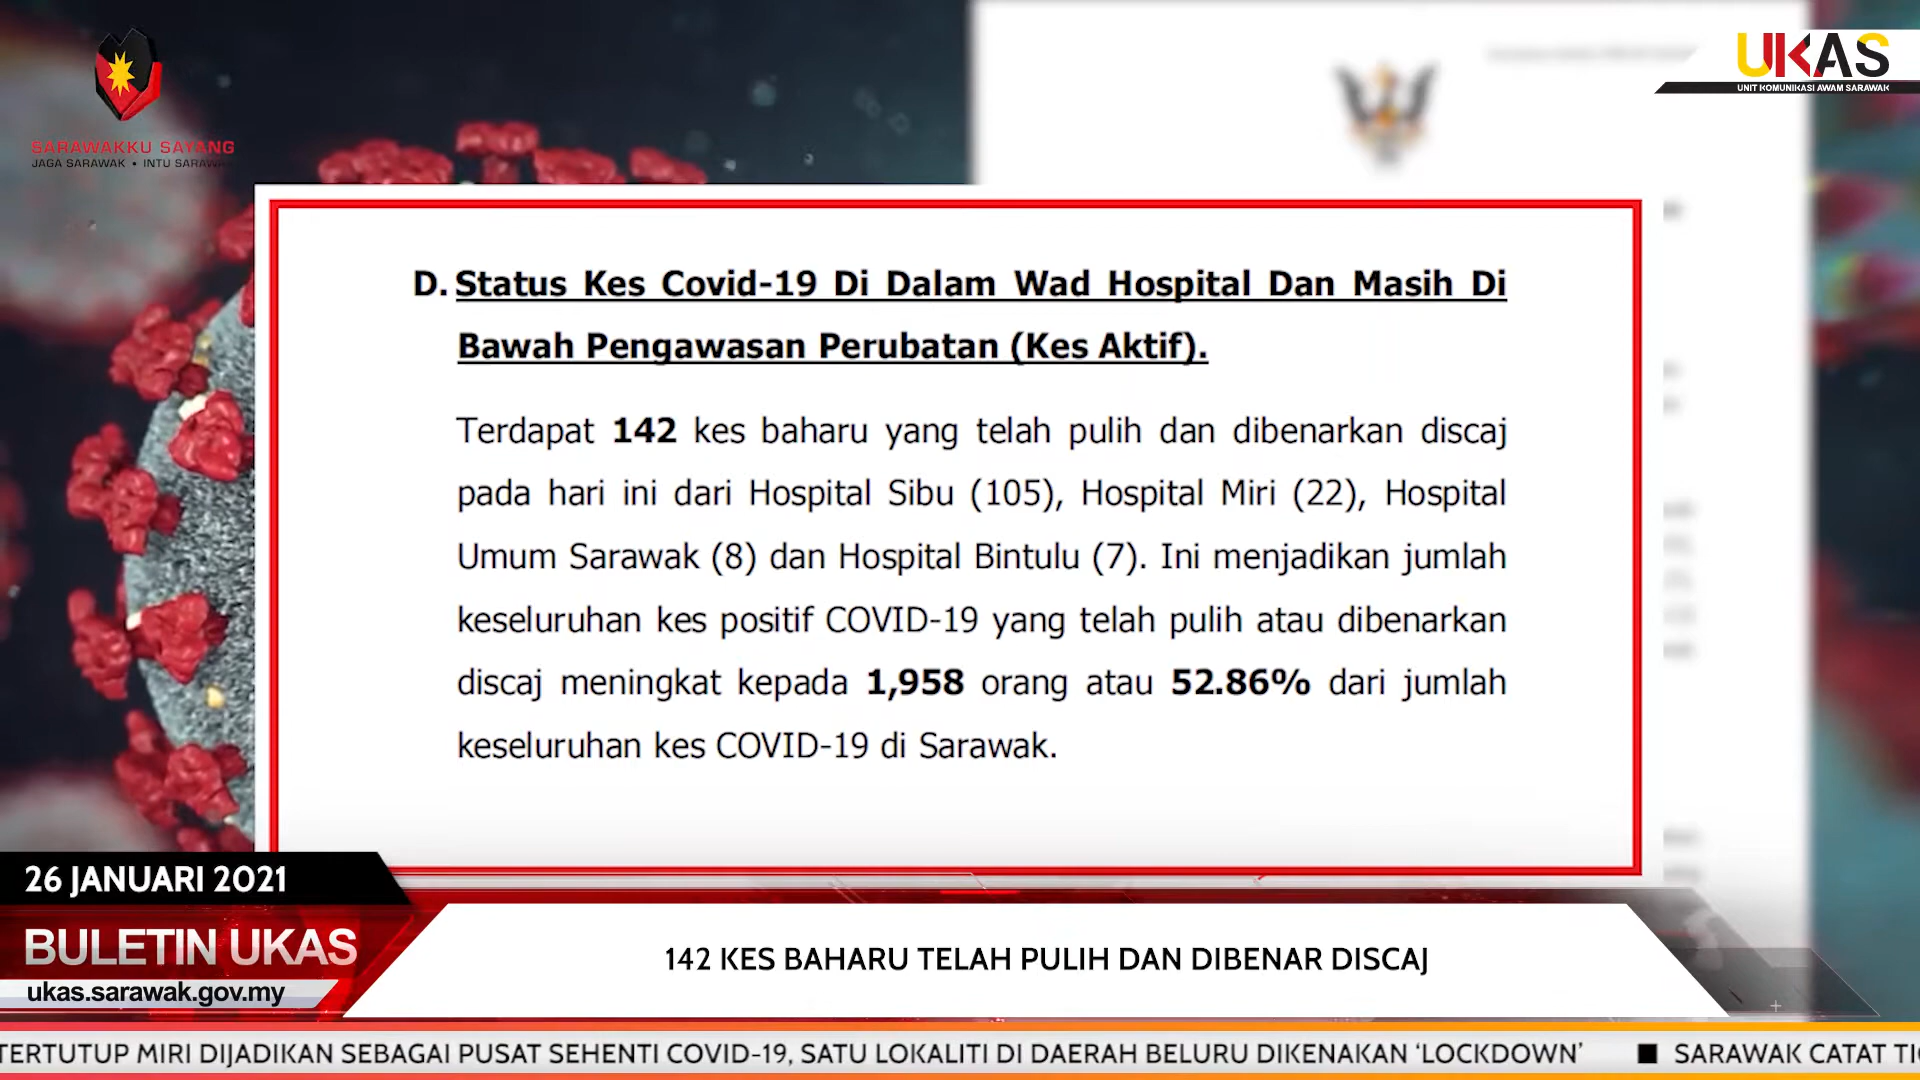 SARAWAKKU SAYANG
JAGA SARAWAK • INTU SARAWAK
UKAS
UNIT KOMUNIKASI AWAM SARAWAK
D. Status Kes Covid-19 Di Dalam Wad Hospital Dan Masih Di
Bawah Pengawasan Perubatan (Kes Aktif).
Terdapat 142 kes baharu yang telah pulih dan dibenarkan discaj
pada hari ini dari Hospital Sibu (105), Hospital Miri (22), Hospital
Umum Sarawak (8) dan Hospital Bintulu (7). Ini menjadikan jumlah
keseluruhan kes positif COVID-19 yang telah pulih atau dibenarkan
discaj meningkat kepada 1,958 orang atau 52.86% dari jumlah
keseluruhan kes COVID-19 di Sarawak.
26 JANUARI 2021
BULETIN UKAS
ukas.sarawak.gov.my
142 KES BAHARU TELAH PULIH DAN DIBENAR DISCAJ
TERTUTUP MIRI DIJADIKAN SEBAGAI PUSAT SEHENTI COVID-19, SATU LOKALITI DI DAERAH BELURU DIKENAKAN ‘LOCKDOWN’ ■ SARAWAK CATAT